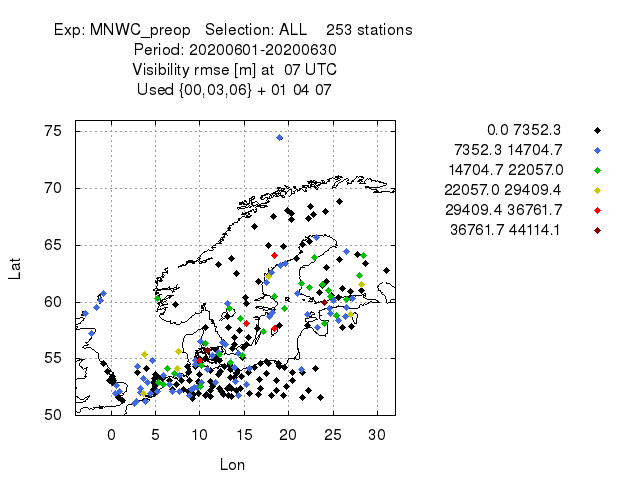 Exp: MNWC_preop   Selection: ALL    253 stations
Period: 20200601-20200630
Visibility rmse [m] at  07 UTC
Used {00,03,06} + 01 04 07
0.0 7352.3
7352.3 14704.7
14704.7 22057.0
22057.0 29409.4
29409.4 36761.7
36761.7 44114.1
75
70
65
60
55
50
Lat
0 5 10 15 20 25 30
Lon